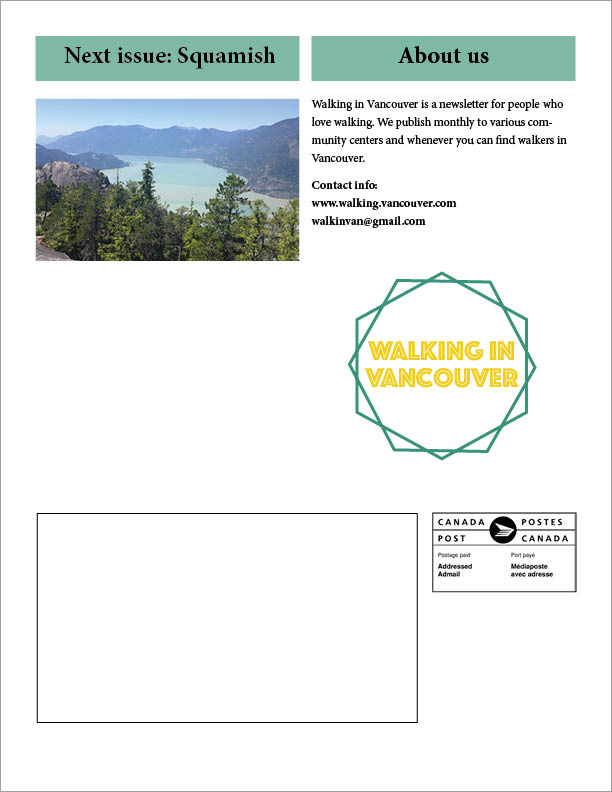 Next issue: Squamish
About us
Walking in Vancouver is a newsletter for people who
love walking. We publish monthly to various com-
munity centers and whenever you can find walkers in
Vancouver.
Contact info:
www.walking.vancouver.com
walkinvan@gmail.com
WALKING IN
VANCOUVER
CANADA POSTES
POST CANADA
Postage paid Port payé
Addressed Médiaposte
Admail avec adresse